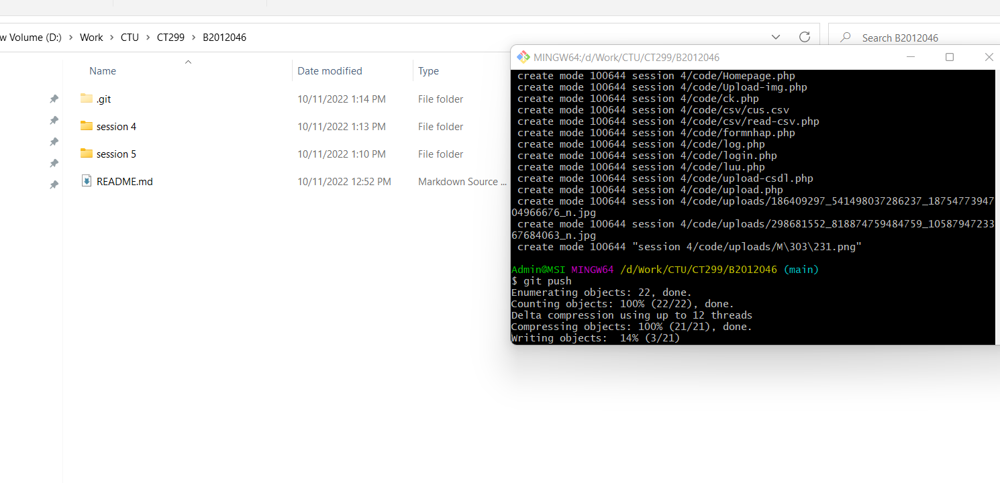 w Volume (D:) > Work > CTU > CT299 > B2012046
Search B2012046
Name Date modified Type
.git 10/11/2022 1:14 PM File folder
session 4 10/11/2022 1:13 PM File folder
session 5 10/11/2022 1:10 PM File folder
README.md 10/11/2022 12:52 PM Markdown Source ...
MINGW64:/d/Work/CTU/CT299/B2012046
create mode 100644 session 4/code/Homepage.php
create mode 100644 session 4/code/Upload-img.php
create mode 100644 session 4/code/ck.php
create mode 100644 session 4/code/csv/cus.csv
create mode 100644 session 4/code/csv/read-csv.php
create mode 100644 session 4/code/formnhap.php
create mode 100644 session 4/code/log.php
create mode 100644 session 4/code/login.php
create mode 100644 session 4/code/luu.php
create mode 100644 session 4/code/upload-csdl.php
create mode 100644 session 4/code/upload.php
create mode 100644 session 4/code/uploads/186409297_541498037286237_18754773947
04966676_n.jpg
create mode 100644 session 4/code/uploads/298681552_818874759484759_10587947233
67684063_n.jpg
create mode 100644 "session 4/code/uploads/M\303\231.png"
Admin@MSI MINGW64 /d/Work/CTU/CT299/B2012046 (main)
$ git push
Enumerating objects: 22, done.
Counting objects: 100% (22/22), done.
Delta compression using up to 12 threads
Compressing objects: 100% (21/21), done.
Writing objects: 14% (3/21)